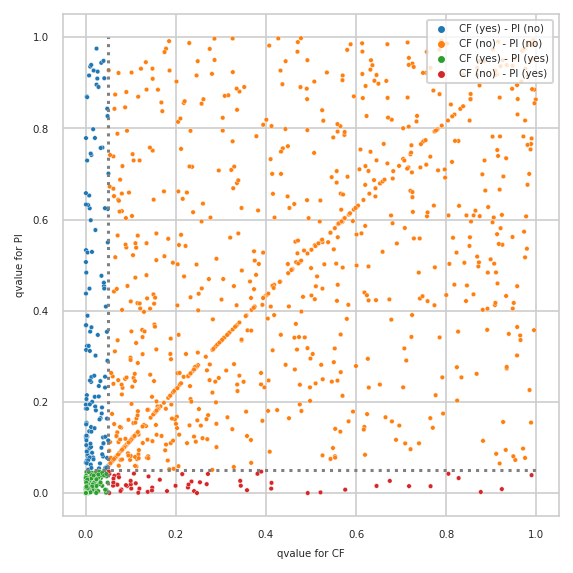 CF (yes) - PI (no)
CF (no) - PI (no)
CF (yes) - PI (yes)
CF (no) - PI (yes)
qvalue for PI
1.0
0.8
0.6
0.4
0.2
0.0
0.0 0.2 0.4 0.6 0.8 1.0
qvalue for CF